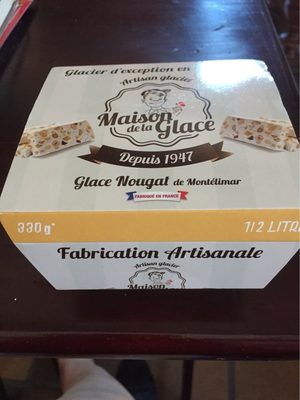 Glacier d'exception en
Artisan glacier
Maison
de la Glace
Depuis 1947
Glace Nougat de Montélimar
FABRIQUÉ EN FRANCE
330g*
1/2 LITR
Fabrication Artisanale
Artisan glacier
Maison